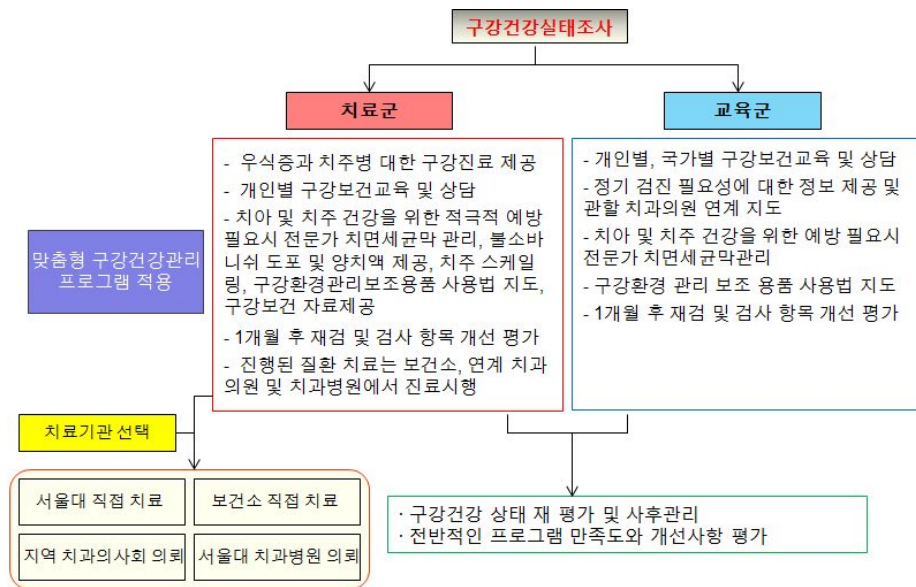 구강건강실태조사
치료군
교육군
- 우식증과 치주병 대한 구강진료 제공
- 개인별 구강보건교육 및 상담
- 치아 및 치주 건강을 위한 적극적 예방
필요시 전문가 치면세균막 관리, 불소바
니쉬 도포 및 양치액 제공, 치주 스케일
링, 구강환경관리보조용품 사용법 지도,
구강보건 자료제공
- 1개월 후 재검 및 검사 항목 개선 평가
- 진행된 질환 치료는 보건소, 연계 치과
의원 및 치과병원에서 진료시행
- 개인별, 국가별 구강보건교육 및 상담
- 정기 검진 필요성에 대한 정보 제공 및
관할 치과의원 연계 지도
- 치아 및 치주 건강을 위한 예방 필요시
전문가 치면세균막관리
- 구강환경 관리 보조 용품 사용법 지도
- 1개월 후 재검 및 검사 항목 개선 평가
맞춤형 구강건강관리
프로그램 적용
치료기관 선택
서울대 직접 치료
보건소 직접 치료
지역 치과의사회 의뢰
서울대 치과병원 의뢰
· 구강건강 상태 재 평가 및 사후관리
· 전반적인 프로그램 만족도와 개선사항 평가